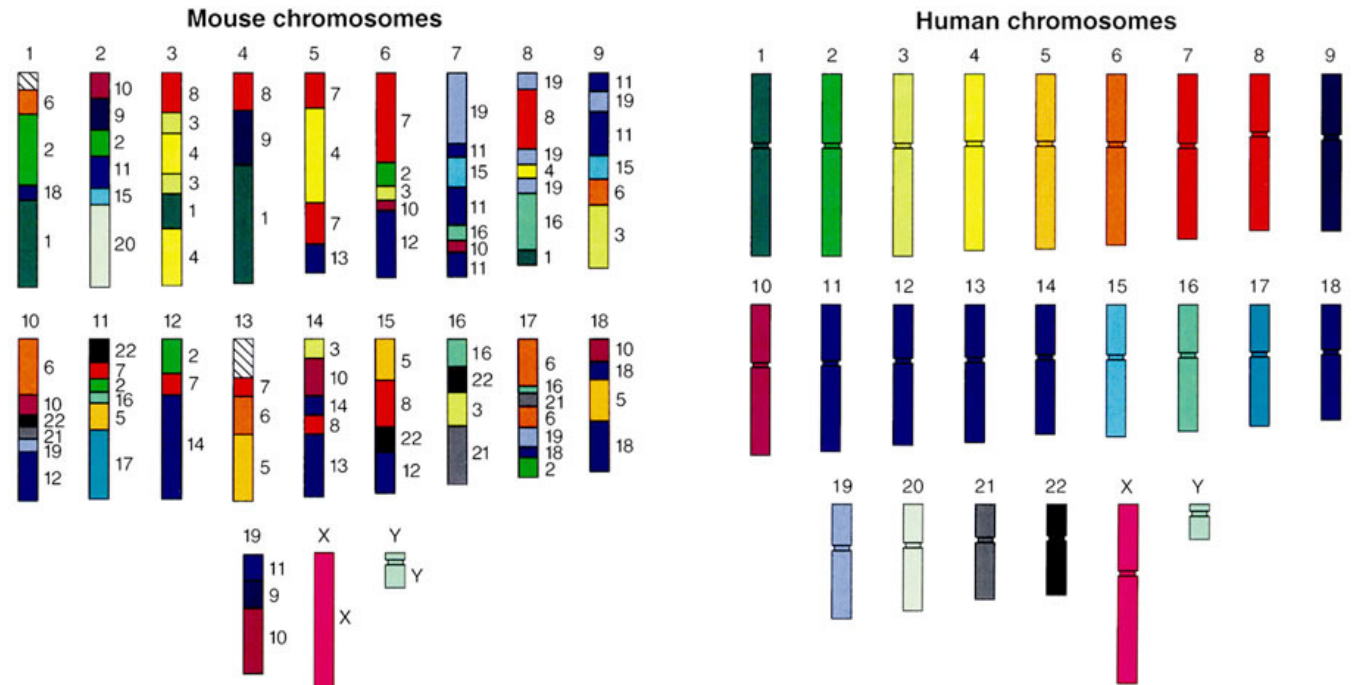 Mouse chromosomes
1 2 3 4 5 6 7 8 9
6 2 18 1
10 9 2 11 15 20
8 3 4 3 1 4
8 9 1
7 4 7 13
7 2 3 10 12
19 11 15 11 16 10 11
19 8 19 4 19 16 1
11 19 11 15 6 3
10 11 12 13 14 15 16 17 18
6 10 22 21 19 12
22 7 2 16 5 17
2 7 14
7 6 5
3 10 14 8 13
5 8 22 12
16 22 3 21
6 16 21 6 19 18 2
10 18 5 18
19 X Y
11 9 10
X
Y
Human chromosomes
1 2 3 4 5 6 7 8 9
10 11 12 13 14 15 16 17 18
19 20 21 22 X Y